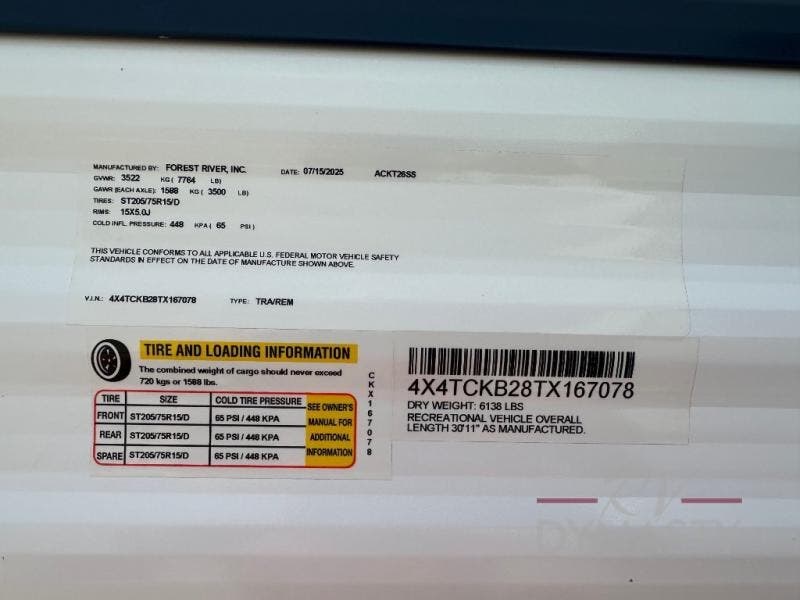 MANUFACTURED BY: FOREST RIVER, INC. DATE: 07/15/2025 ACKT26SS
GVWR: 3522 KG ( 7764 LB)
GAWR (EACH AXLE): 1588 KG ( 3500 LB)
TIRES: ST205/75R15/D
RIMS: 15X5.0J
COLD INFL. PRESSURE: 448 KPA ( 65 PSI )
THIS VEHICLE CONFORMS TO ALL APPLICABLE U.S. FEDERAL MOTOR VEHICLE SAFETY
STANDARDS IN EFFECT ON THE DATE OF MANUFACTURE SHOWN ABOVE.
V.I.N.: 4X4TCKB28TX167078 TYPE: TRA/REM
TIRE AND LOADING INFORMATION
The combined weight of cargo should never exceed
720 kgs or 1588 lbs.
TIRE SIZE COLD TIRE PRESSURE
FRONT ST205/75R15/D 65 PSI / 448 KPA
REAR ST205/75R15/D 65 PSI / 448 KPA
SPARE ST205/75R15/D 65 PSI / 448 KPA
SEE OWNER'S
MANUAL FOR
ADDITIONAL
INFORMATION
CKX167078
4X4TCKB28TX167078
DRY WEIGHT: 6138 LBS
RECREATIONAL VEHICLE OVERALL
LENGTH 30'11" AS MANUFACTURED.
RV
DYNASTY